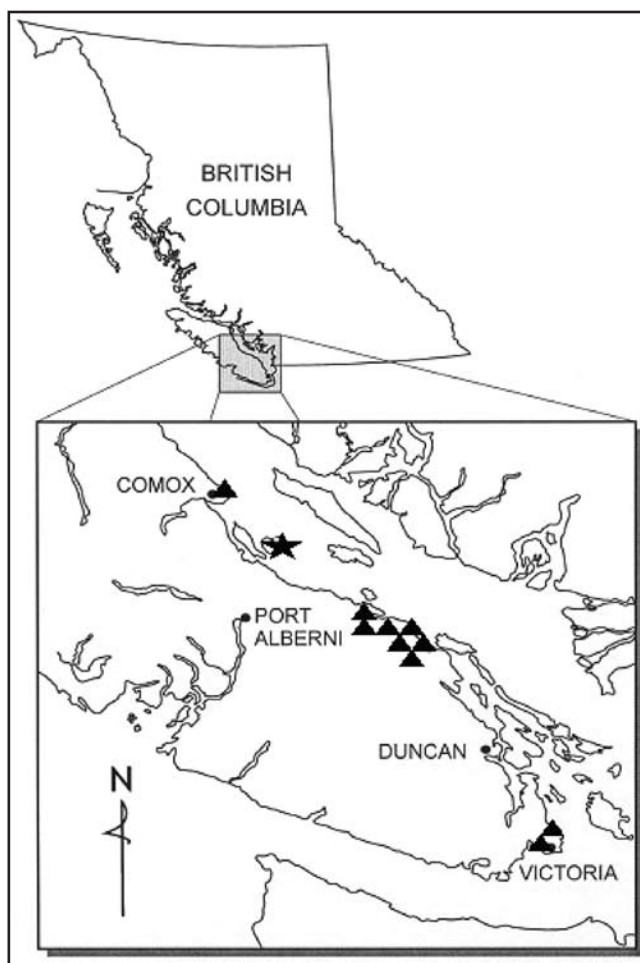 BRITISH
COLUMBIA
COMOX
PORT
ALBERNI
DUNCAN
N
VICTORIA